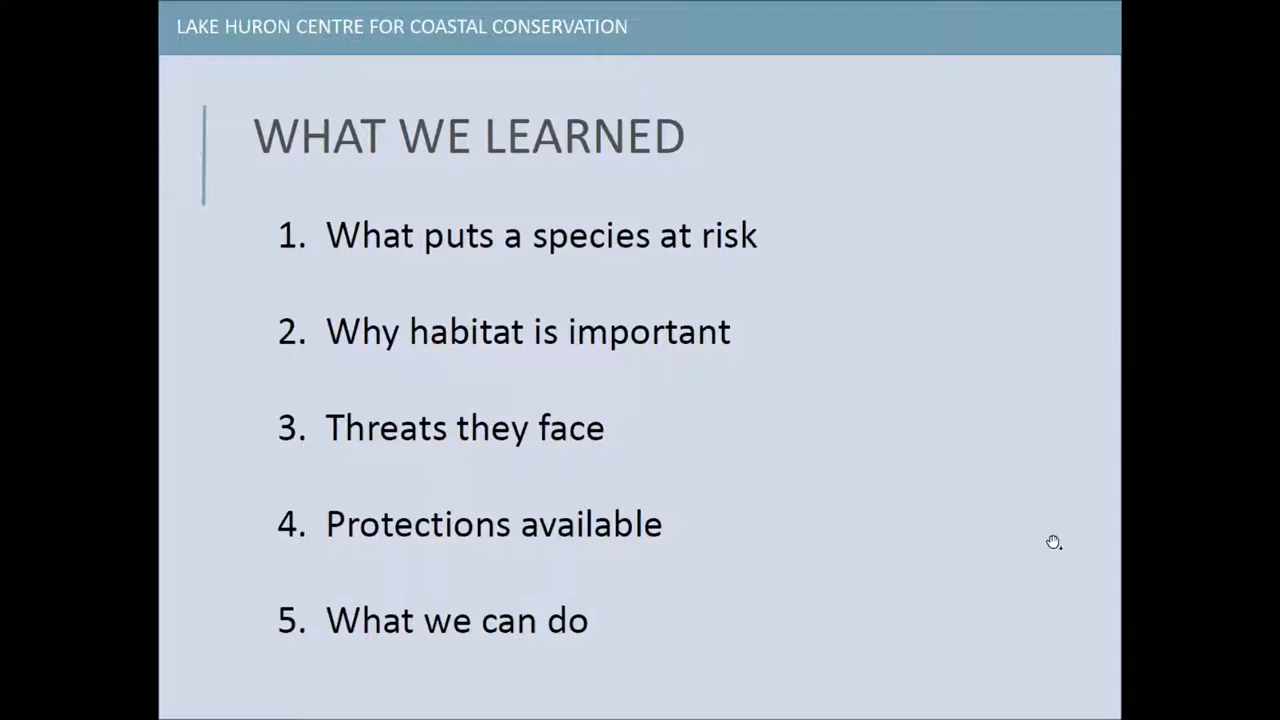 LAKE HURON CENTRE FOR COASTAL CONSERVATION
WHAT WE LEARNED
1. What puts a species at risk
2. Why habitat is important
3. Threats they face
4. Protections available
5. What we can do